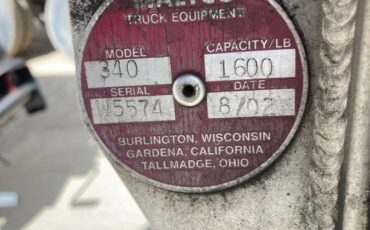 TRUCK EQUIPMENT
MODEL CAPACITY/LB
340 1600
SERIAL DATE
W5574 8/02
BURLINGTON, WISCONSIN
GARDENA, CALIFORNIA
TALLMADGE, OHIO